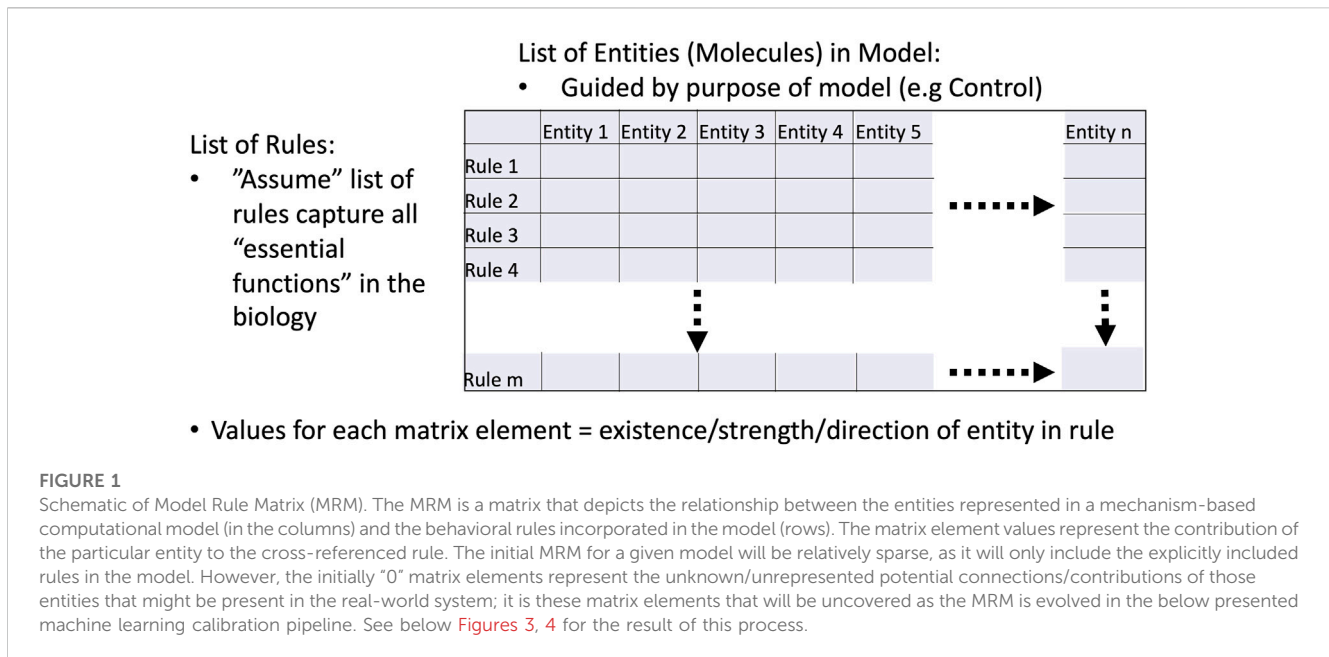 List of Entities (Molecules) in Model:
• Guided by purpose of model (e.g Control)
List of Rules:
• ”Assume” list of
rules capture all
“essential
functions” in the
biology
Entity 1 Entity 2 Entity 3 Entity 4 Entity 5 Entity n
Rule 1
Rule 2
Rule 3
Rule 4
Rule m
• Values for each matrix element = existence/strength/direction of entity in rule
FIGURE 1
Schematic of Model Rule Matrix (MRM). The MRM is a matrix that depicts the relationship between the entities represented in a mechanism-based
computational model (in the columns) and the behavioral rules incorporated in the model (rows). The matrix element values represent the contribution of
the particular entity to the cross-referenced rule. The initial MRM for a given model will be relatively sparse, as it will only include the explicitly included
rules in the model. However, the initially “0” matrix elements represent the unknown/unrepresented potential connections/contributions of those
entities that might be present in the real-world system; it is these matrix elements that will be uncovered as the MRM is evolved in the below presented
machine learning calibration pipeline. See below Figures 3, 4 for the result of this process.